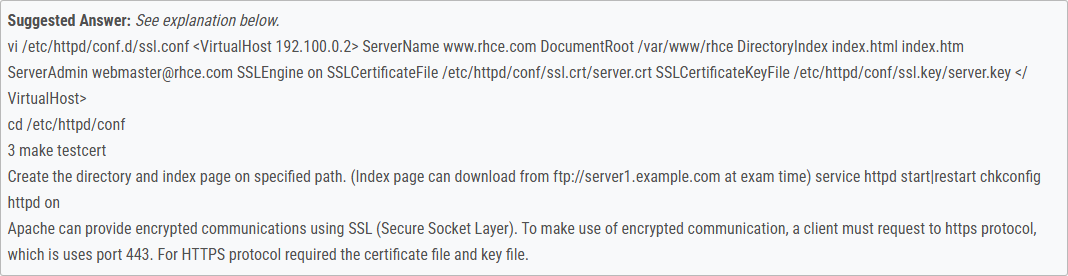 Suggested Answer: See explanation below.
vi /etc/httpd/conf.d/ssl.conf <VirtualHost 192.100.0.2> ServerName www.rhce.com DocumentRoot /var/www/rhce DirectoryIndex index.html index.htm
ServerAdmin webmaster@rhce.com SSLEngine on SSLCertificateFile /etc/httpd/conf/ssl.crt/server.crt SSLCertificateKeyFile /etc/httpd/conf/ssl.key/server.key </
VirtualHost>
cd /etc/httpd/conf
3 make testcert
Create the directory and index page on specified path. (Index page can download from ftp://server1.example.com at exam time) service httpd start|restart chkconfig
httpd on
Apache can provide encrypted communications using SSL (Secure Socket Layer). To make use of encrypted communication, a client must request to https protocol,
which is uses port 443. For HTTPS protocol required the certificate file and key file.